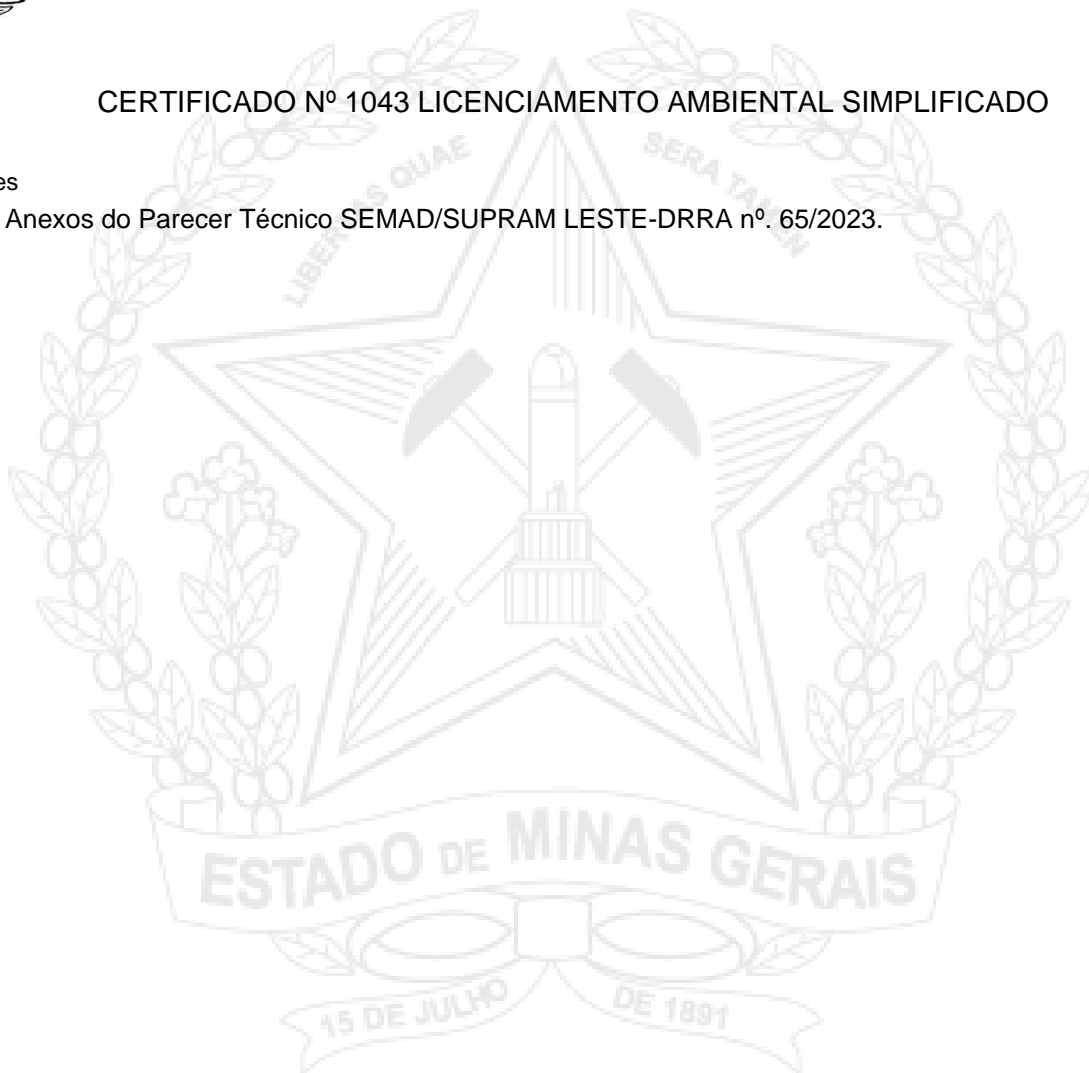 CERTIFICADO Nº 1043 LICENCIAMENTO AMBIENTAL SIMPLIFICADO
Anexos do Parecer Técnico SEMAD/SUPRAM LESTE-DRRA nº. 65/2023.
LIBERTAS QUAE SERA TAMEN
ESTADO DE MINAS GERAIS
15 DE JULHO DE 1891